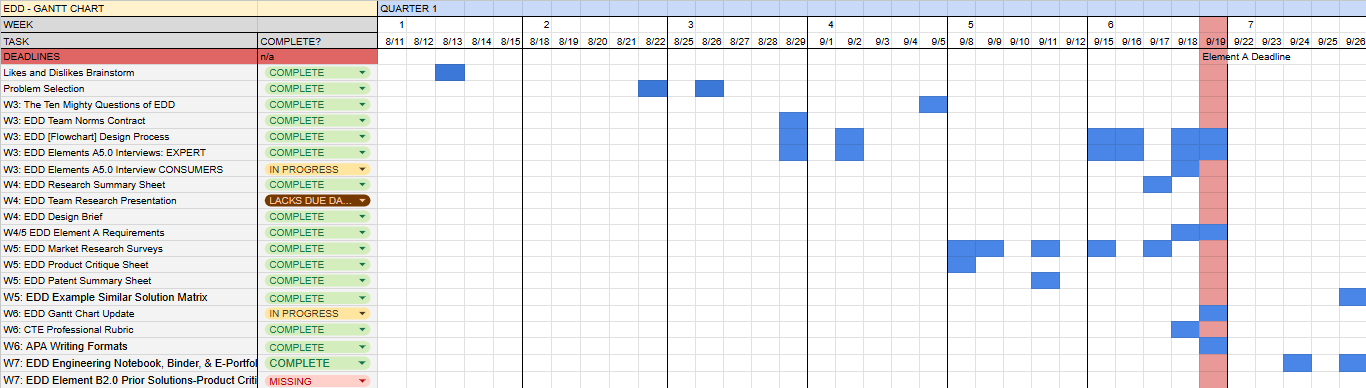 EDD - GANTT CHART QUARTER 1
WEEK 1 2 3 4 5 6 7
TASK COMPLETE? 8/11 8/12 8/13 8/14 8/15 8/18 8/19 8/20 8/21 8/22 8/25 8/26 8/27 8/28 8/29 9/1 9/2 9/3 9/4 9/5 9/8 9/9 9/10 9/11 9/12 9/15 9/16 9/17 9/18 9/19 9/22 9/23 9/24 9/25 9/26
DEADLINES n/a Element A Deadline
Likes and Dislikes Brainstorm COMPLETE
Problem Selection COMPLETE
W3: The Ten Mighty Questions of EDD COMPLETE
W3: EDD Team Norms Contract COMPLETE
W3: EDD [Flowchart] Design Process COMPLETE
W3: EDD Elements A5.0 Interviews: EXPERT COMPLETE
W3: EDD Elements A5.0 Interview CONSUMERS IN PROGRESS
W4: EDD Research Summary Sheet COMPLETE
W4: EDD Team Research Presentation LACKS DUE DA...
W4: EDD Design Brief COMPLETE
W4/5 EDD Element A Requirements COMPLETE
W5: EDD Market Research Surveys COMPLETE
W5: EDD Product Critique Sheet COMPLETE
W5: EDD Patent Summary Sheet COMPLETE
W5: EDD Example Similar Solution Matrix COMPLETE
W6: EDD Gantt Chart Update IN PROGRESS
W6: CTE Professional Rubric COMPLETE
W6: APA Writing Formats COMPLETE
W7: EDD Engineering Notebook, Binder, & E-Portfol COMPLETE
W7: EDD Element B2.0 Prior Solutions-Product Criti MISSING